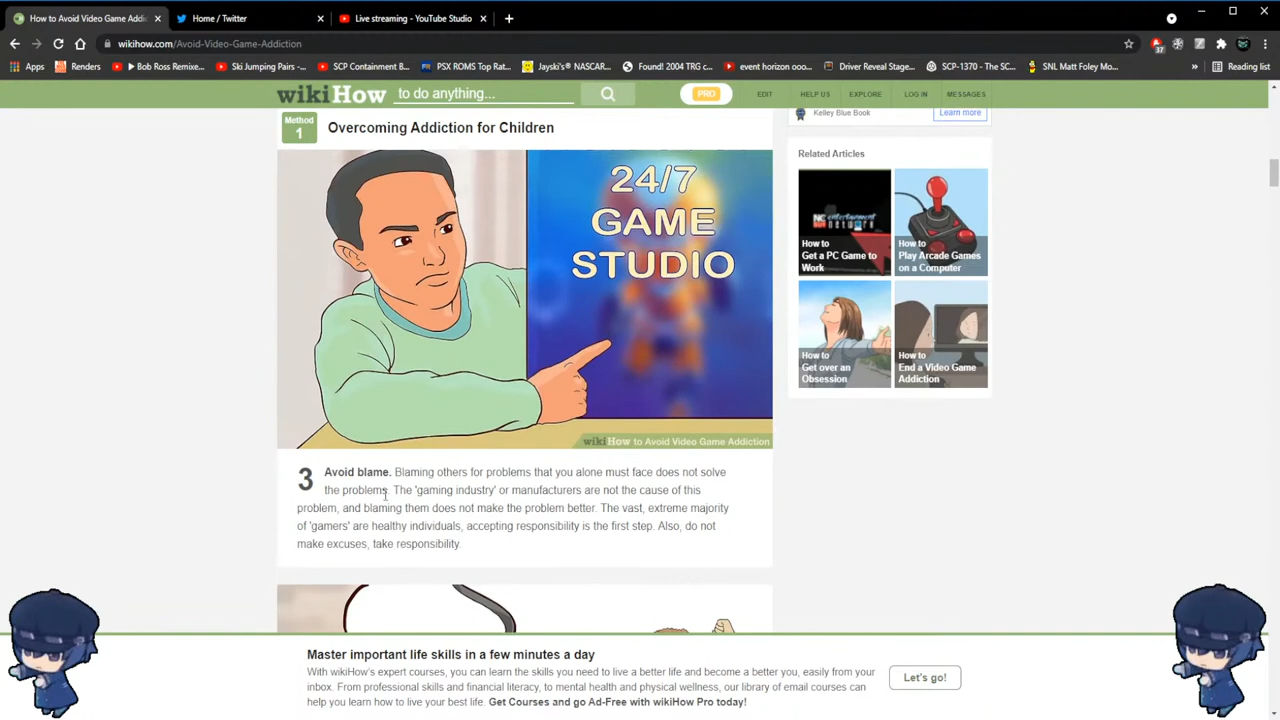 How to Avoid Video Game Addic
Home / Twitter
Live streaming - YouTube Studio
wikihow.com/Avoid-Video-Game-Addiction
37
Apps
Renders
Bob Ross Remixe...
Ski Jumping Pairs -...
SCP Containment B...
PSX ROMS Top Rat...
Jayski's® NASCAR...
Found! 2004 TRG c...
event horizon ooo...
Driver Reveal Stage...
SCP-1370 - The SC...
SNL Matt Foley Mo...
»
Reading list
wikiHow
to do anything...
PRO
EDIT
HELP US
EXPLORE
LOG IN
MESSAGES
Method
1
Overcoming Addiction for Children
Kelley Blue Book
Learn more
24/7
GAME
STUDIO
wikiHow to Avoid Video Game Addiction
Related Articles
NC
entertainment
network
How to
Get a PC Game to
Work
How to
Play Arcade Games
on a Computer
How to
Get over an
Obsession
How to
End a Video Game
Addiction
3 Avoid blame. Blaming others for problems that you alone must face does not solve
the problems. The 'gaming industry' or manufacturers are not the cause of this
problem, and blaming them does not make the problem better. The vast, extreme majority
of 'gamers' are healthy individuals, accepting responsibility is the first step. Also, do not
make excuses, take responsibility.
Master important life skills in a few minutes a day
With wikiHow's expert courses, you can learn the skills you need to live a better life and become a better you, easily from your
inbox. From professional skills and financial literacy, to mental health and physical wellness, our library of email courses can
help you learn how to live your best life. Get Courses and go Ad-Free with wikiHow Pro today!
Let's go!